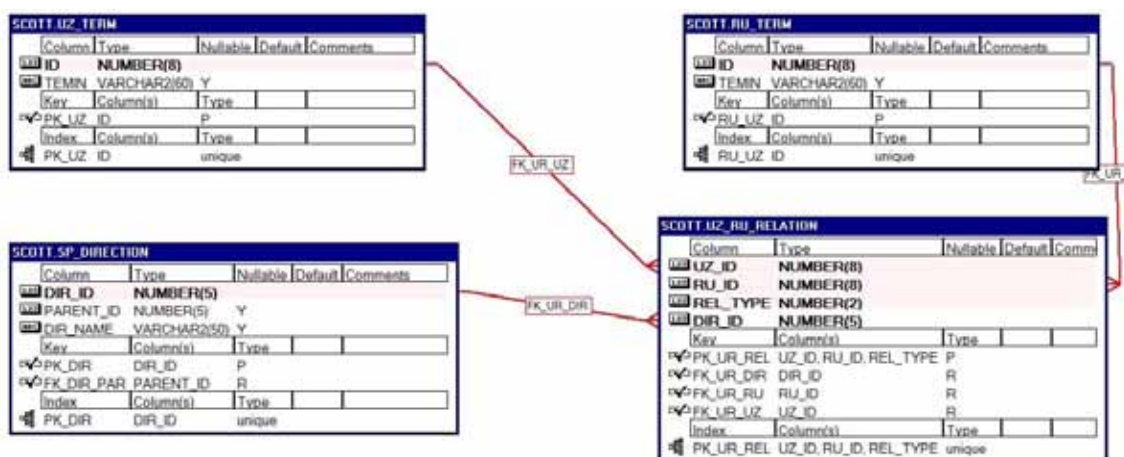 SCOTT.UZ_TERM
Column Type Nullable Default Comments
ID NUMBER(8)
TEMIN VARCHAR2(60) Y
Key Column(s) Type
PK_UZ ID P
Index Column(s) Type
PK_UZ ID unique
SCOTT.RU_TERM
Column Type Nullable Default Comments
ID NUMBER(8)
TEMIN VARCHAR2(60) Y
Key Column(s) Type
RU_UZ ID P
Index Column(s) Type
RU_UZ ID unique
FK_UR_UZ
FK_UR_
SCOTT.SP_DIRECTION
Column Type Nullable Default Comments
DIR_ID NUMBER(5)
PARENT_ID NUMBER(5) Y
DIR_NAME VARCHAR2(50) Y
Key Column(s) Type
PK_DIR DIR_ID P
FK_DIR_PAR PARENT_ID R
Index Column(s) Type
PK_DIR DIR_ID unique
FK_UR_DIR
SCOTT.UZ_RU_RELATION
Column Type Nullable Default Comm
UZ_ID NUMBER(8)
RU_ID NUMBER(8)
REL_TYPE NUMBER(2)
DIR_ID NUMBER(5)
Key Column(s) Type
PK_UR_REL UZ_ID, RU_ID, REL_TYPE P
FK_UR_DIR DIR_ID R
FK_UR_RU RU_ID R
FK_UR_UZ UZ_ID R
Index Column(s) Type
PK_UR_REL UZ_ID, RU_ID, REL_TYPE unique